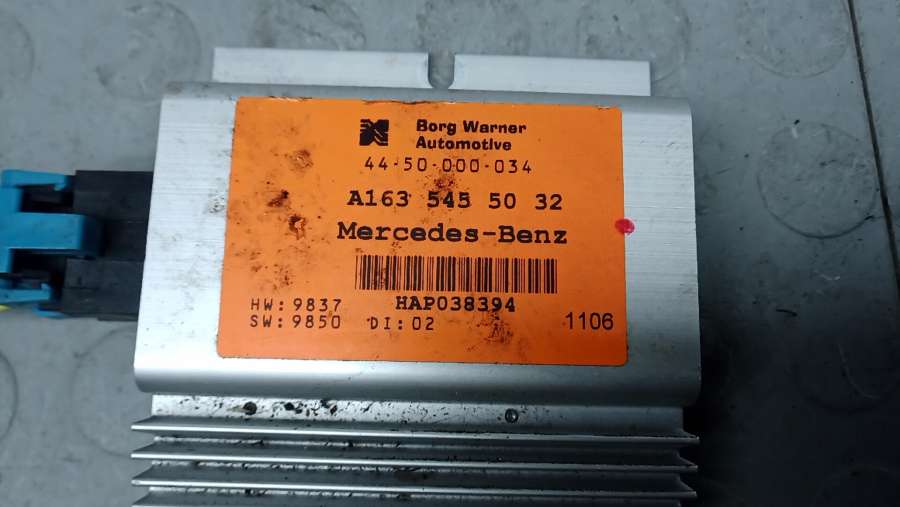 Borg Warner
Automotive
44-50-000-034
A163 545 50 32
Mercedes-Benz
HW: 9837 HAP038394
SW: 9850 DI: 02 1106